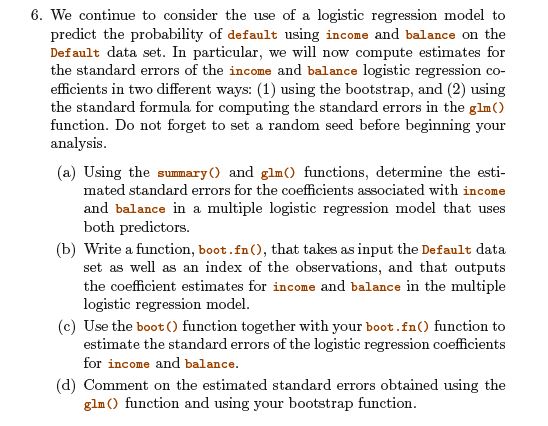 6. We continue to consider the use of a logistic regression model to
predict the probability of default using income and balance on the
Default data set. In particular, we will now compute estimates for
the standard errors of the income and balance logistic regression co-
efficients in two different ways: (1) using the bootstrap, and (2) using
the standard formula for computing the standard errors in the glm()
function. Do not forget to set a random seed before beginning your
analysis.
(a) Using the summary() and glm() functions, determine the esti-
mated standard errors for the coefficients associated with income
and balance in a multiple logistic regression model that uses
both predictors.
(b) Write a function, boot.fn(), that takes as input the Default data
set as well as an index of the observations, and that outputs
the coefficient estimates for income and balance in the multiple
logistic regression model.
(c) Use the boot() function together with your boot.fn() function to
estimate the standard errors of the logistic regression coefficients
for income and balance.
(d) Comment on the estimated standard errors obtained using the
glm() function and using your bootstrap function.